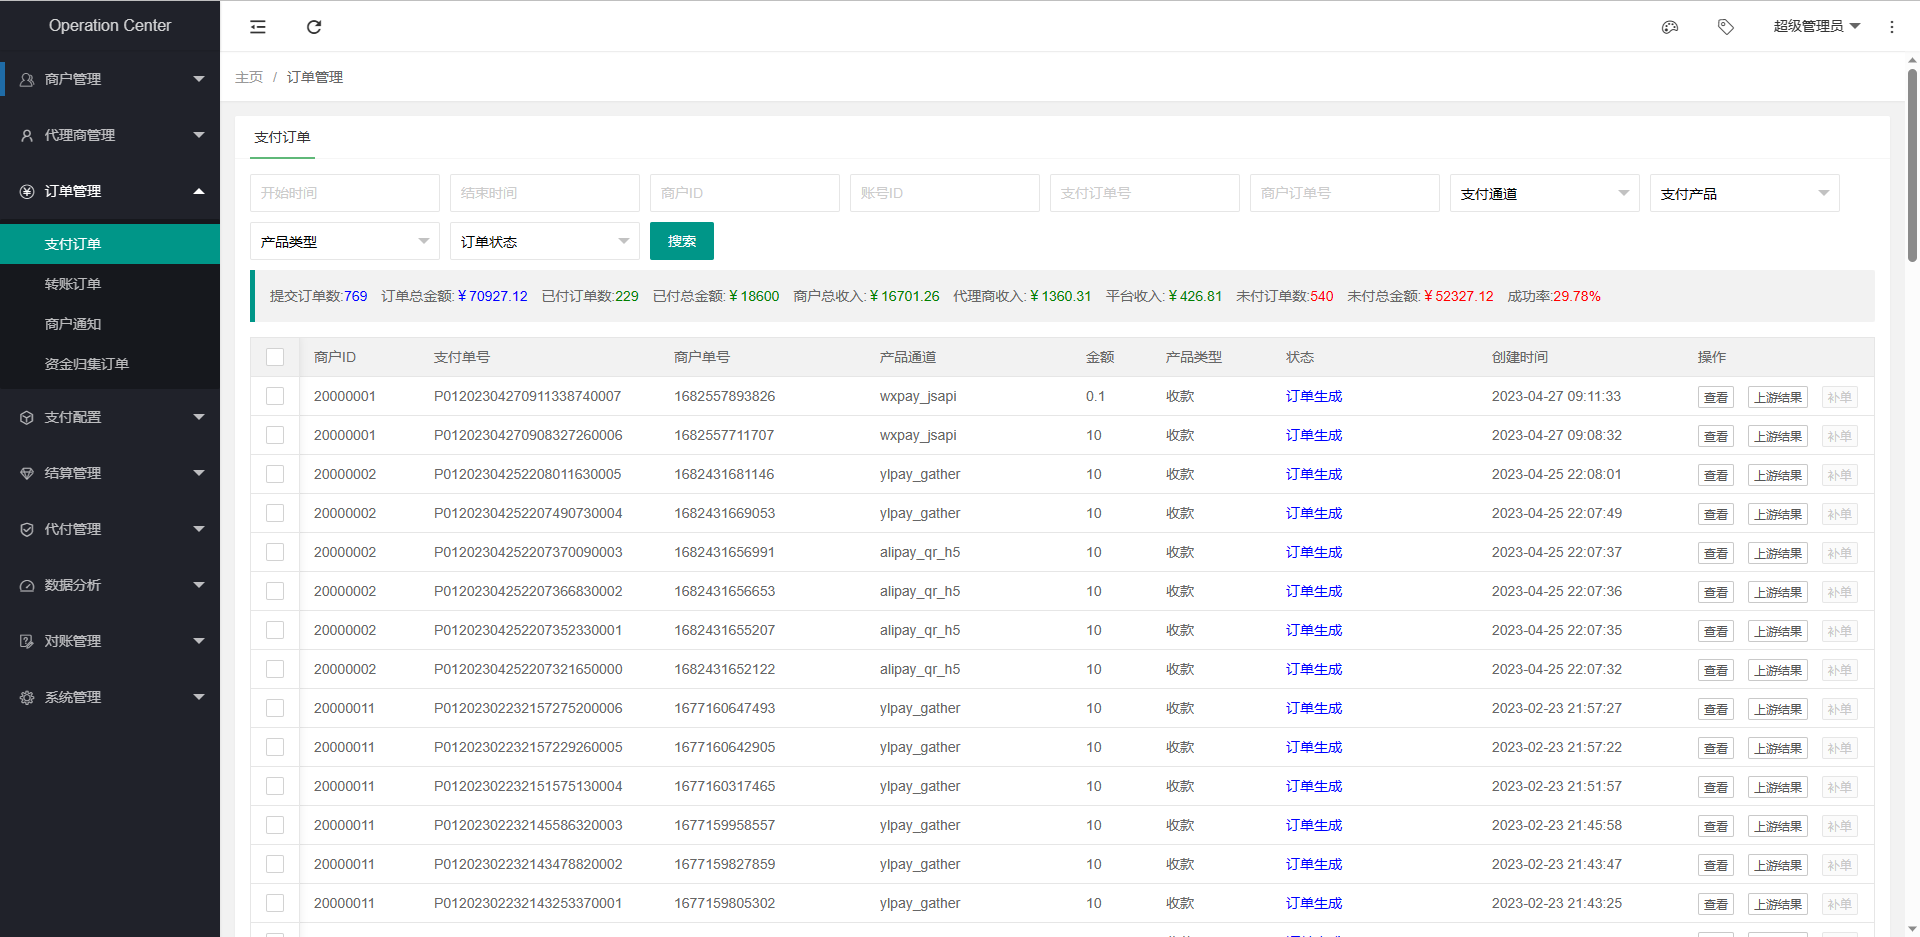 Operation Center
超级管理员
商户管理
代理商管理
订单管理
支付订单
转账订单
商户通知
资金归集订单
支付配置
结算管理
代付管理
数据分析
对账管理
系统管理
主页 / 订单管理
支付订单
开始时间 结束时间 商户ID 账号ID 支付订单号 商户订单号 支付通道 支付产品
产品类型 订单状态 搜索
提交订单数:769 订单总金额:￥70927.12 已付订单数:229 已付总金额:￥18600 商户总收入:￥16701.26 代理商收入:￥1360.31 平台收入:￥426.81 未付订单数:540 未付总金额:￥52327.12 成功率:29.78%
商户ID 支付单号 商户单号 产品通道 金额 产品类型 状态 创建时间 操作
20000001 P01202304270911338740007 1682557893826 wxpay_jsapi 0.1 收款 订单生成 2023-04-27 09:11:33 查看 上游结果 补单
20000001 P01202304270908327260006 1682557711707 wxpay_jsapi 10 收款 订单生成 2023-04-27 09:08:32 查看 上游结果 补单
20000002 P01202304252208011630005 1682431681146 ylpay_gather 10 收款 订单生成 2023-04-25 22:08:01 查看 上游结果 补单
20000002 P01202304252207490730004 1682431669053 ylpay_gather 10 收款 订单生成 2023-04-25 22:07:49 查看 上游结果 补单
20000002 P01202304252207370090003 1682431656991 alipay_qr_h5 10 收款 订单生成 2023-04-25 22:07:37 查看 上游结果 补单
20000002 P01202304252207366830002 1682431656653 alipay_qr_h5 10 收款 订单生成 2023-04-25 22:07:36 查看 上游结果 补单
20000002 P01202304252207352330001 1682431655207 alipay_qr_h5 10 收款 订单生成 2023-04-25 22:07:35 查看 上游结果 补单
20000002 P01202304252207321650000 1682431652122 alipay_qr_h5 10 收款 订单生成 2023-04-25 22:07:32 查看 上游结果 补单
20000011 P01202302232157275200006 1677160647493 ylpay_gather 10 收款 订单生成 2023-02-23 21:57:27 查看 上游结果 补单
20000011 P01202302232157229260005 1677160642905 ylpay_gather 10 收款 订单生成 2023-02-23 21:57:22 查看 上游结果 补单
20000011 P01202302232151575130004 1677160317465 ylpay_gather 10 收款 订单生成 2023-02-23 21:51:57 查看 上游结果 补单
20000011 P01202302232145586320003 1677159958557 ylpay_gather 10 收款 订单生成 2023-02-23 21:45:58 查看 上游结果 补单
20000011 P01202302232143478820002 1677159827859 ylpay_gather 10 收款 订单生成 2023-02-23 21:43:47 查看 上游结果 补单
20000011 P01202302232143253370001 1677159805302 ylpay_gather 10 收款 订单生成 2023-02-23 21:43:25 查看 上游结果 补单